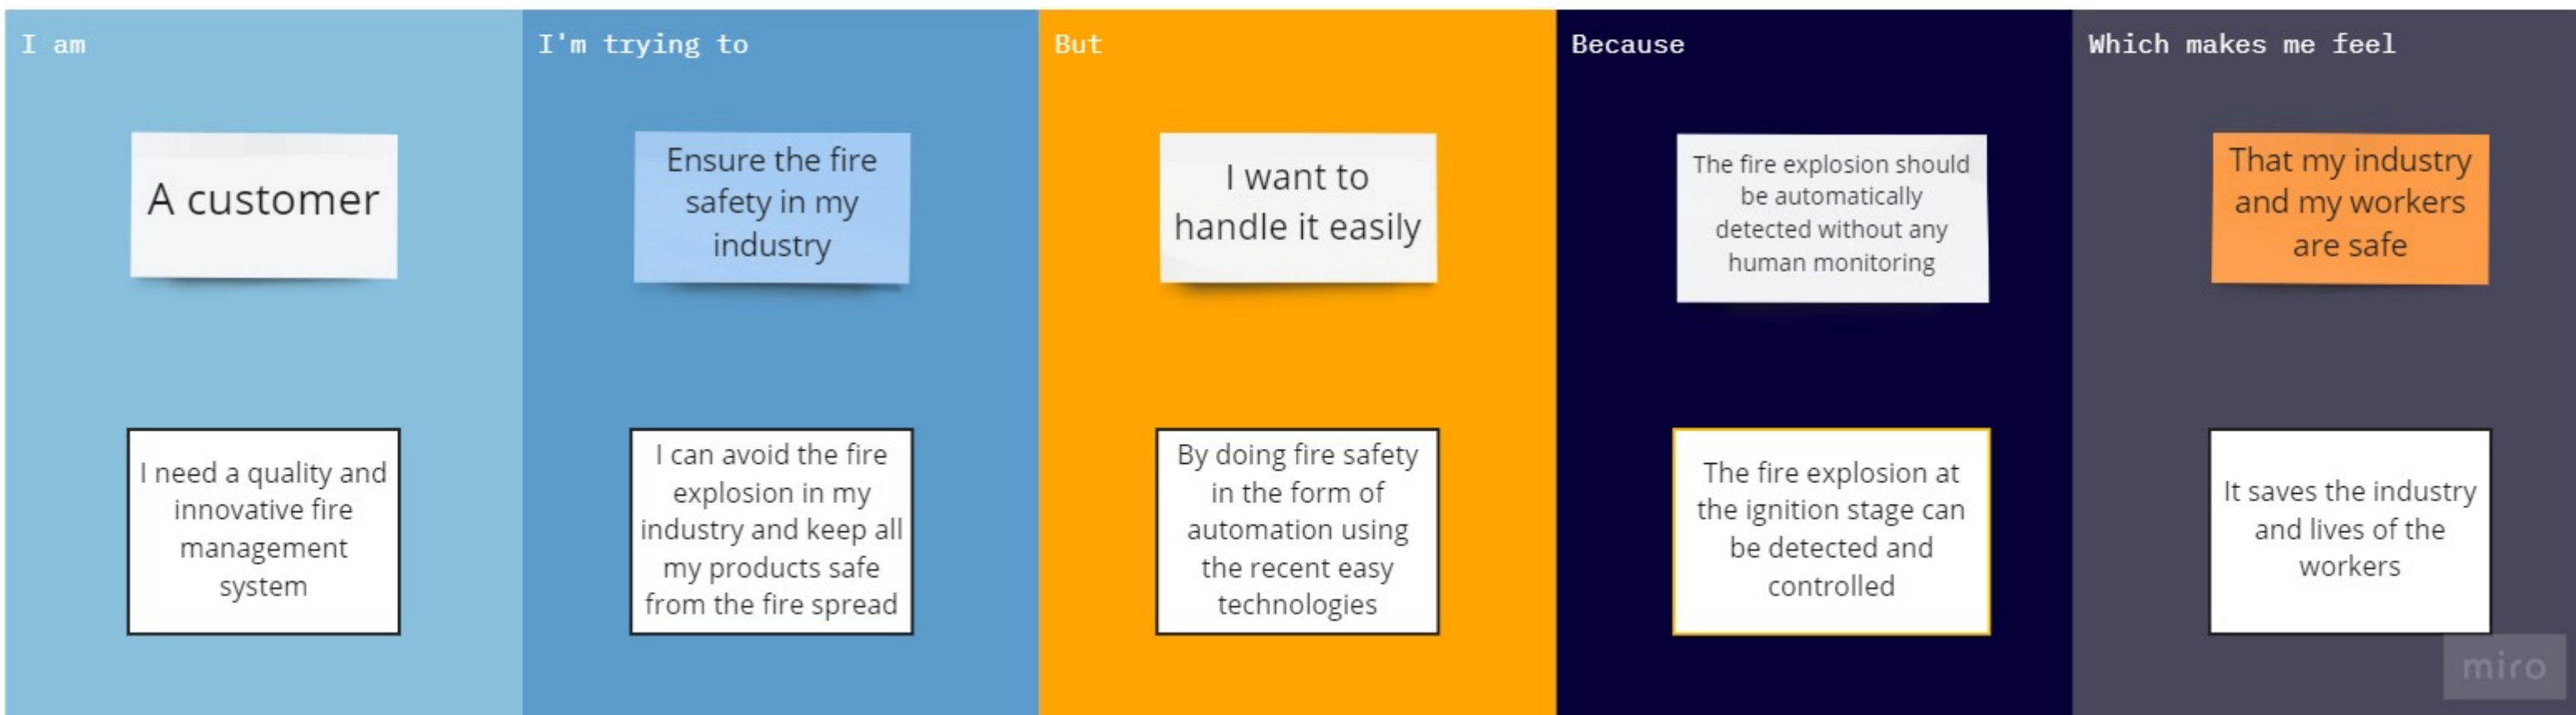 I am
A customer
I need a quality and
innovative fire
management
system
I'm trying to
Ensure the fire
safety in my
industry
I can avoid the fire
explosion in my
industry and keep all
my products safe
from the fire spread
But
I want to
handle it easily
By doing fire safety
in the form of
automation using
the recent easy
technologies
Because
The fire explosion should
be automatically
detected without any
human monitoring
The fire explosion at
the ignition stage can
be detected and
controlled
Which makes me feel
That my industry
and my workers
are safe
It saves the industry
and lives of the
workers
miro